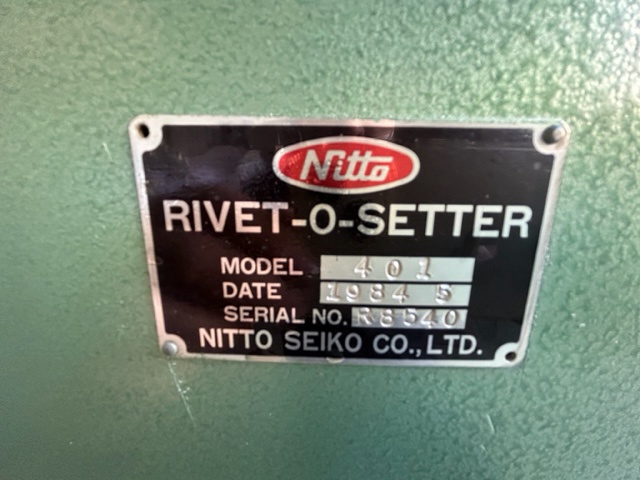 Nitto
RIVET-O-SETTER
MODEL 401
DATE 1984 5
SERIAL NO. R8540
NITTO SEIKO CO., LTD.